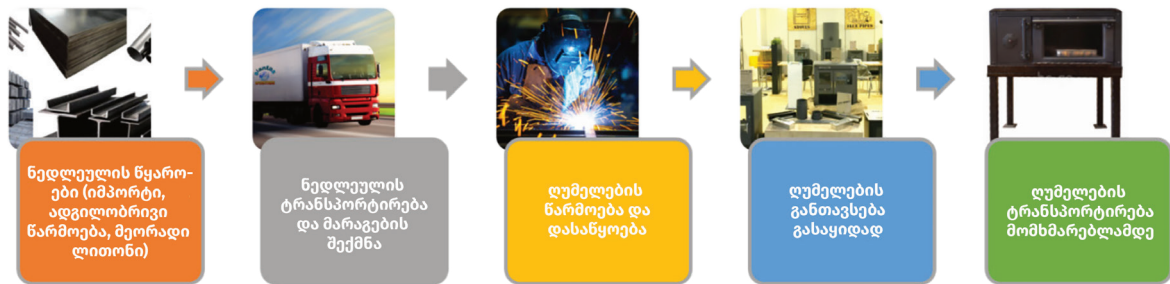 ნედლეულის წყარო-
ები (იმპორტი,
ადგილობრივი
წარმოება, მეორადი
ლითონი)
ნედლეულის
ტრანსპორტირება
და მარაგების
შექმნა
ღუმელების
წარმოება და
დასაწყოება
ღუმელების
განთავსება
გასაყიდად
ღუმელების
ტრანსპორტირება
მომხმარებლამდე